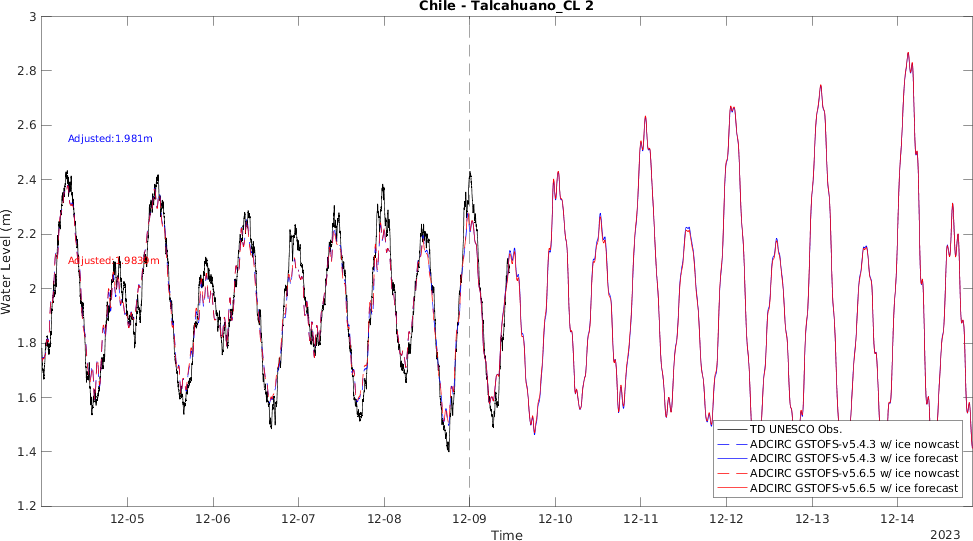 Chile - Talcahuano_CL 2
3
2.8
2.6
2.4
2.2
2
1.8
1.6
1.4
1.2
Water Level (m)
Adjusted:1.981m
TD UNESCO Obs.
ADCIRC GSTOFS-v5.4.3 w/ ice nowcast
ADCIRC GSTOFS-v5.4.3 w/ ice forecast
ADCIRC GSTOFS-v5.6.5 w/ ice nowcast
ADCIRC GSTOFS-v5.6.5 w/ ice forecast
12-05 12-06 12-07 12-08 12-09 12-10 12-11 12-12 12-13 12-14
Time
2023